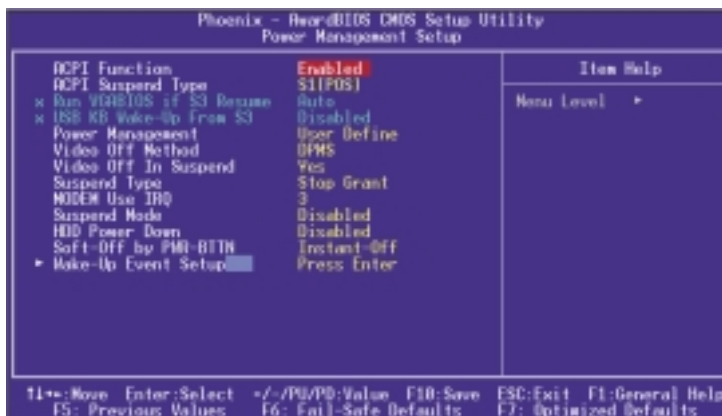 Phoenix - AwardBIOS CMOS Setup Utility
Power Management Setup
ACPI Function Enabled
ACPI Suspend Type S1(POS)
x Run VGABIOS if S3 Resume Auto
x USB KB Wake-Up From S3 Disabled
Power Management User Define
Video Off Method DPMS
Video Off In Suspend Yes
Suspend Type Stop Grant
MODEM Use IRQ 3
Suspend Mode Disabled
HDD Power Down Disabled
Soft-Off by PWR-BTTN Instant-Off
► Wake-Up Event Setup Press Enter
Item Help
Menu Level ►
↑↓→←:Move Enter:Select +/-/PU/PD:Value F10:Save ESC:Exit F1:General Help
F5: Previous Values F6: Fail-Safe Defaults F7: Optimized Defaults